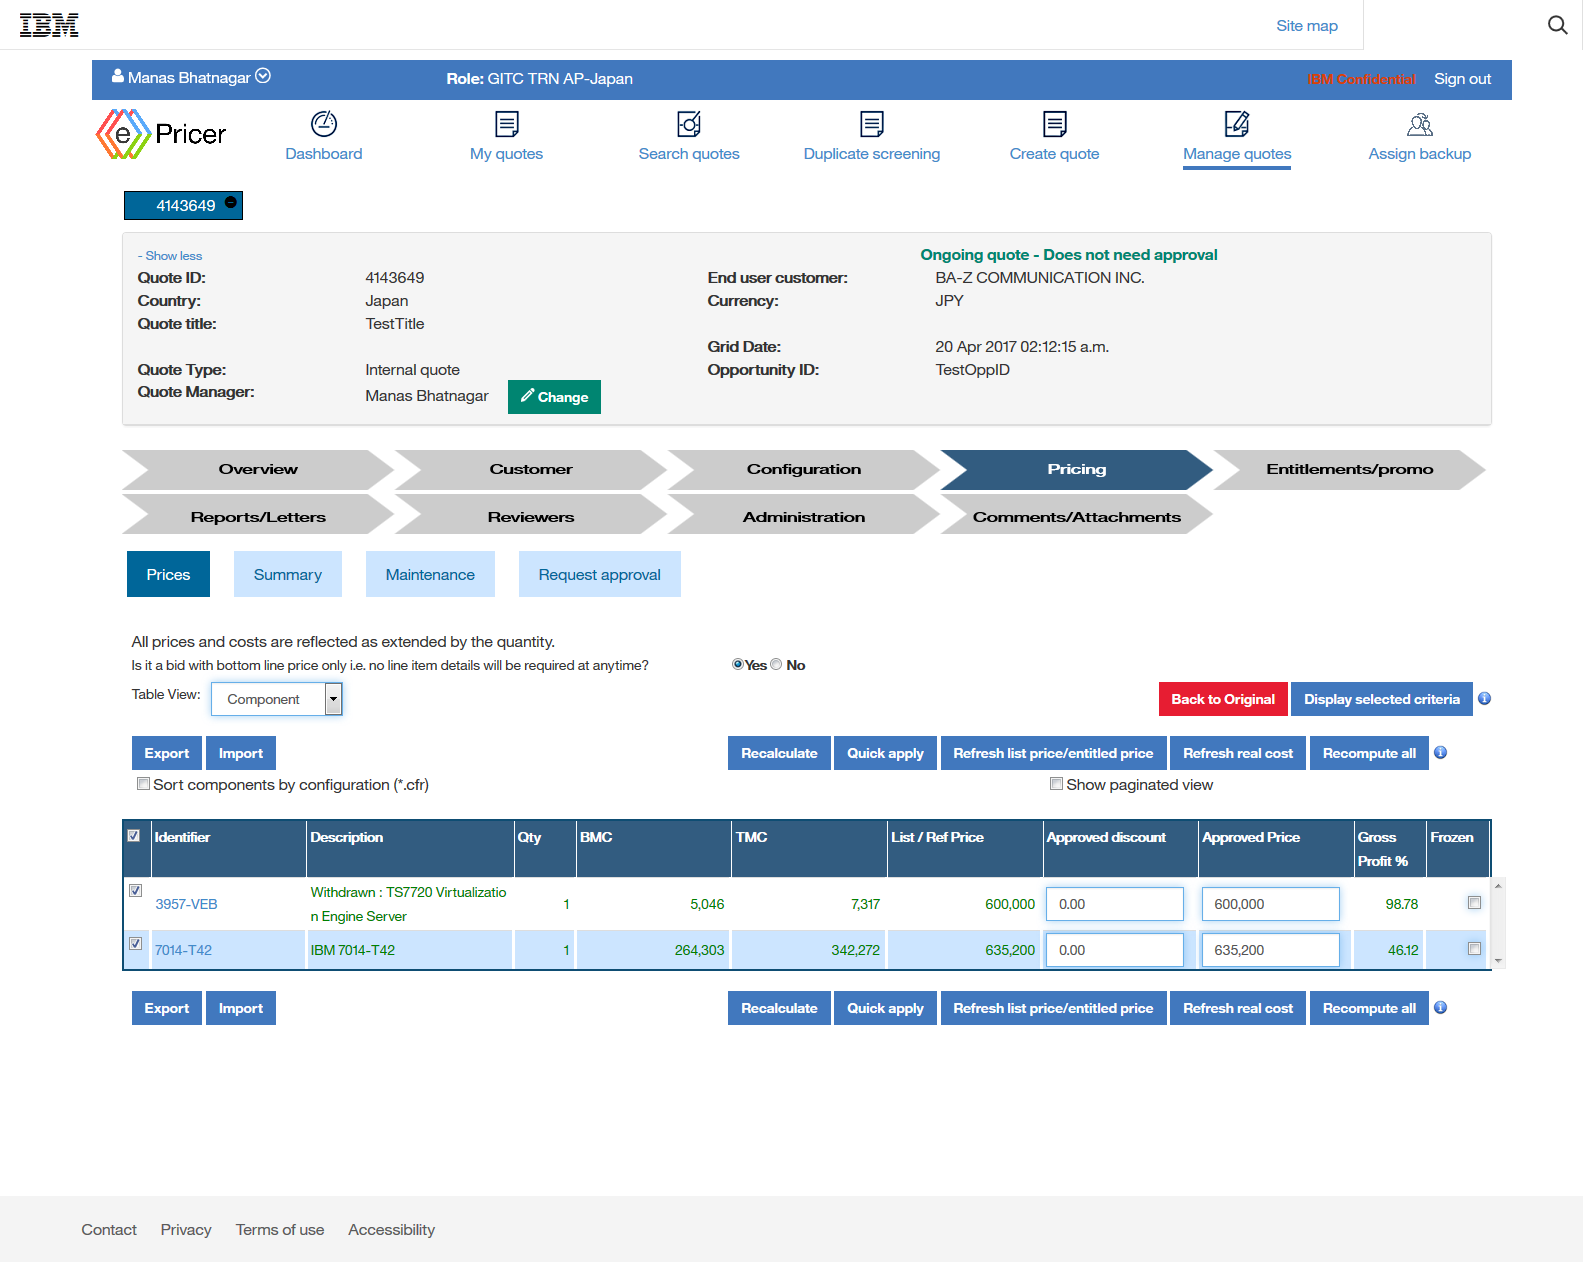 IBM
Site map
Manas Bhatnagar
Role: GITC TRN AP-Japan
IBM Confidential
Sign out
e Pricer
Dashboard
My quotes
Search quotes
Duplicate screening
Create quote
Manage quotes
Assign backup
4143649
- Show less
Ongoing quote - Does not need approval
Quote ID: 4143649
End user customer: BA-Z COMMUNICATION INC.
Country: Japan
Currency: JPY
Quote title: TestTitle
Grid Date: 20 Apr 2017 02:12:15 a.m.
Quote Type: Internal quote
Opportunity ID: TestOppID
Quote Manager: Manas Bhatnagar Change
Overview
Customer
Configuration
Pricing
Entitlements/promo
Reports/Letters
Reviewers
Administration
Comments/Attachments
Prices
Summary
Maintenance
Request approval
All prices and costs are reflected as extended by the quantity.
Is it a bid with bottom line price only i.e. no line item details will be required at anytime? Yes No
Table View: Component
Back to Original
Display selected criteria
Export
Import
Recalculate
Quick apply
Refresh list price/entitled price
Refresh real cost
Recompute all
Sort components by configuration (*.cfr)
Show paginated view
Identifier Description Qty BMC TMC List / Ref Price Approved discount Approved Price Gross Profit % Frozen
3957-VEB Withdrawn : TS7720 Virtualizatio
n Engine Server 1 5,046 7,317 600,000 0.00 600,000 98.78
7014-T42 IBM 7014-T42 1 264,303 342,272 635,200 0.00 635,200 46.12
Export
Import
Recalculate
Quick apply
Refresh list price/entitled price
Refresh real cost
Recompute all
Contact
Privacy
Terms of use
Accessibility